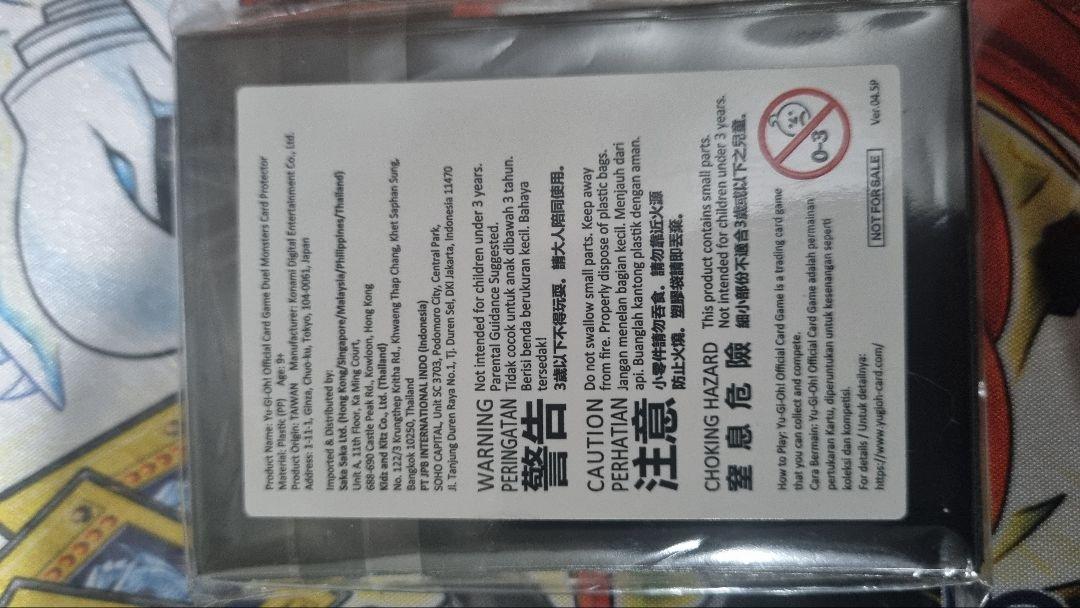 Product Name: Yu-Gi-Oh! Official Card Game Duel Monsters Card Protector
Material: Plastic (PP) Age: 9+
Product Origin: TAIWAN Manufacturer: Konami Digital Entertainment Co., Ltd.
Address: 1-11-1, Ginza, Chuo-ku, Tokyo, 104-0061, Japan
Imported & Distributed by:
Saka Saka Ltd. (Hong Kong/Singapore/Malaysia/Philippines/Thailand)
Unit A, 11th Floor, Ka Ming Court,
688-690 Castle Peak Rd., Kowloon, Hong Kong
Kidz and Kitz Co., Ltd. (Thailand)
No. 122/3 Krungthep Kritha Rd., Khwaeng Thap Chang, Khet Saphan Sung,
Bangkok 10250, Thailand
PT JPB INTERNATIONAL INDO (Indonesia)
SOHO CAPITAL, Unit SC 3703, Podomoro City, Central Park,
Jl. Tanjung Duren Raya No.1, Tj. Duren Sel, DKI Jakarta, Indonesia 11470
WARNING
PERINGATAN
警告
Not intended for children under 3 years.
Parental Guidance Suggested.
Tidak cocok untuk anak dibawah 3 tahun.
Berisi benda berukuran kecil. Bahaya
tersedak!
3歲以下不得玩耍。請大人陪同使用。
CAUTION
PERHATIAN
注意
Do not swallow small parts. Keep away
from fire. Properly dispose of plastic bags.
Jangan menelan bagian kecil. Menjauh dari
api. Buanglah kantong plastik dengan aman.
小零件請勿吞食。請勿靠近火源
防止火燒。塑膠袋請即丟棄。
CHOKING HAZARD
窒息危險
This product contains small parts.
Not intended for children under 3 years.
細小部份不適合3歲或以下之兒童。
How to Play: Yu-Gi-Oh! Official Card Game is a trading card game
that you can collect and compete.
Cara Bermain: Yu-Gi-Oh! Official Card Game adalah permainan
pertukaran kartu, diperuntukan untuk kesenangan seperti
koleksi dan kompetisi.
For details / Untuk detailnya:
https://www.yugioh-card.com/
0-3
NOT FOR SALE
Ver.04.SP